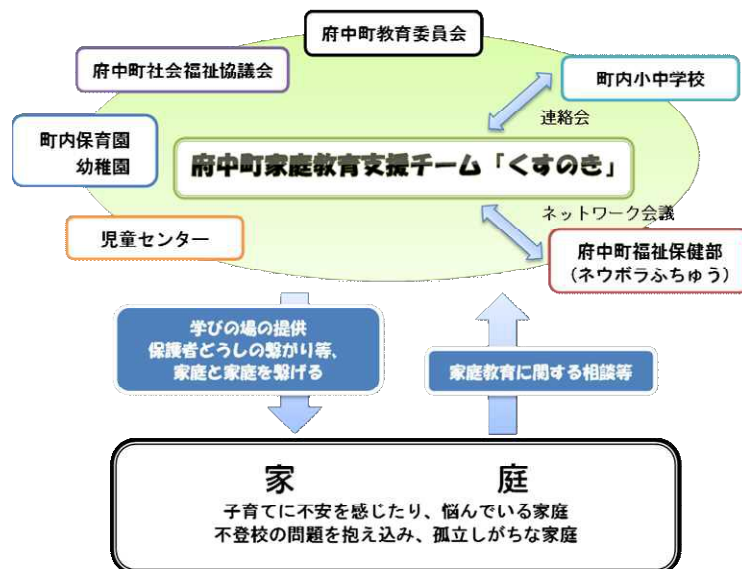 府中町教育委員会
府中町社会福祉協議会
町内小中学校
連絡会
町内保育園
幼稚園
府中町家庭教育支援チーム「くすのき」
ネットワーク会議
児童センター
府中町福祉保健部
（ネウボラふちゅう）
学びの場の提供
保護者どうしの繋がり等、
家庭と家庭を繋げる
家庭教育に関する相談等
家　庭
子育てに不安を感じたり、悩んでいる家庭
不登校の問題を抱え込み、孤立しがちな家庭